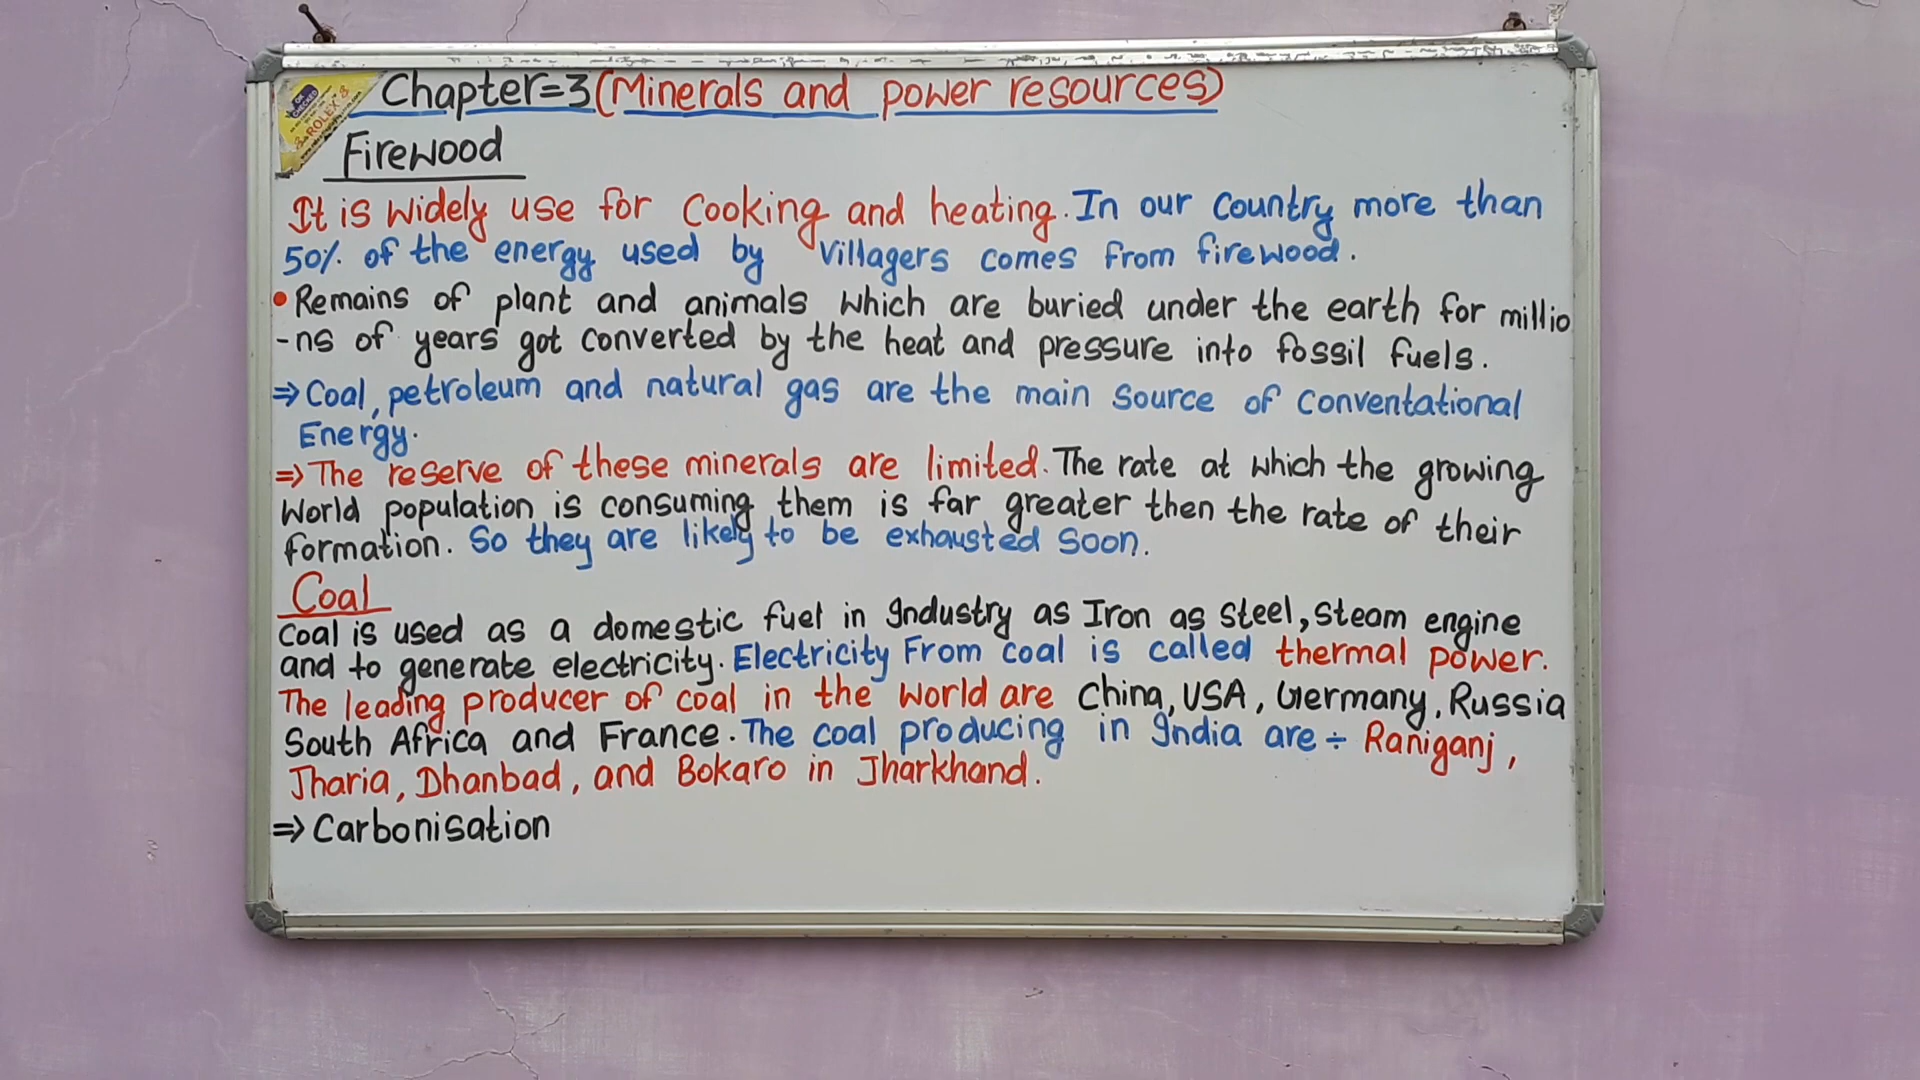 Chapter=3(Minerals and power resources)
OK
CHECKED
ROLEX
Firewood
It is widely use for Cooking and heating. In our Country more than
50% of the energy used by Villagers comes from firewood.
Remains of plant and animals which are buried under the earth for millio
-ns of years got converted by the heat and pressure into fossil fuels.
⇒ Coal, petroleum and natural gas are the main Source of Conventational
Energy.
⇒ The reserve of these minerals are limited. The rate at which the growing
World population is consuming them is far greater then the rate of their
formation. So they are likely to be exhausted Soon.
Coal
Coal is used as a domestic fuel in Industry as Iron as Steel, Steam engine
and to generate electricity. Electricity From Coal is called thermal power.
The leading producer of coal in the World are China, USA, Germany, Russia
South Africa and France. The coal producing in India are ÷ Raniganj,
Jharia, Dhanbad, and Bokaro in Jharkhand.
⇒ Carbonisation